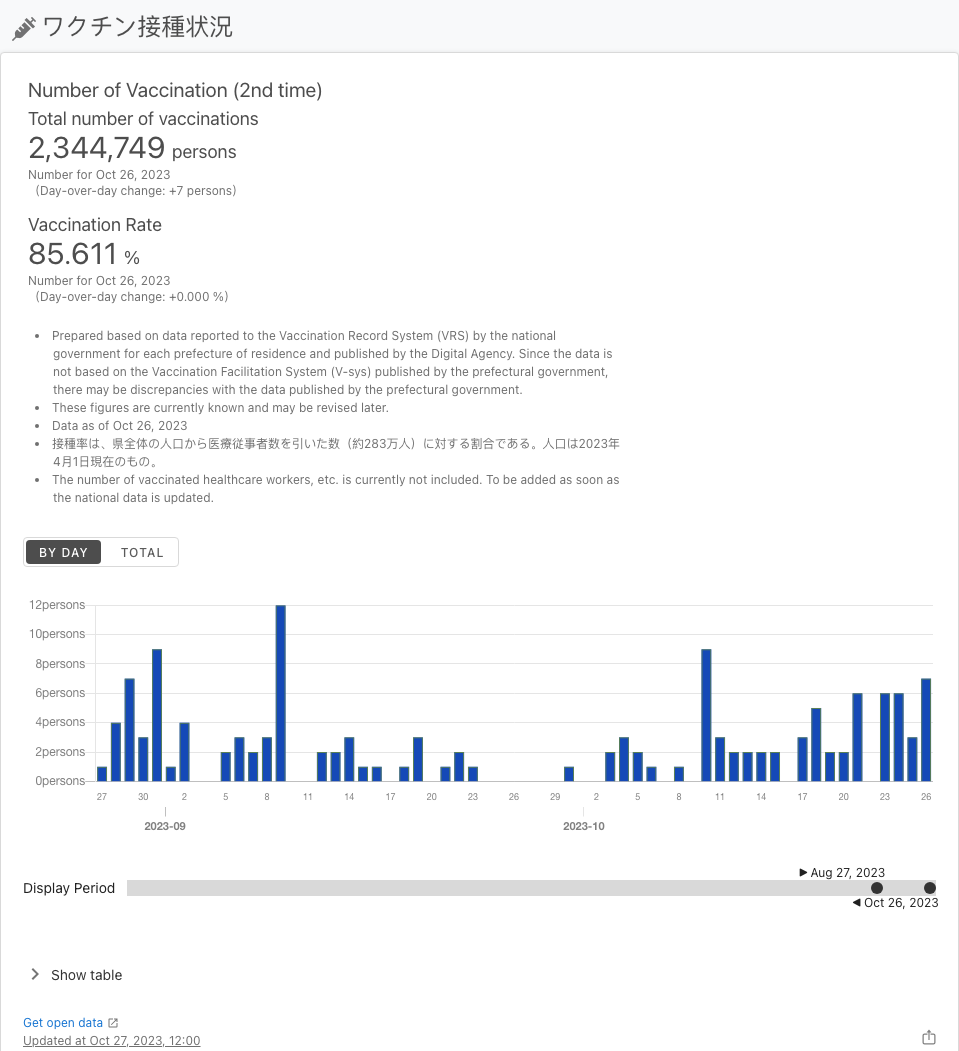 ワクチン接種状況
Number of Vaccination (2nd time)
Total number of vaccinations
2,344,749 persons
Number for Oct 26, 2023
(Day-over-day change: +7 persons)
Vaccination Rate
85.611 %
Number for Oct 26, 2023
(Day-over-day change: +0.000 %)
• Prepared based on data reported to the Vaccination Record System (VRS) by the national
government for each prefecture of residence and published by the Digital Agency. Since the data is
not based on the Vaccination Facilitation System (V-sys) published by the prefectural government,
there may be discrepancies with the data published by the prefectural government.
• These figures are currently known and may be revised later.
• Data as of Oct 26, 2023
• 接種率は、県全体の人口から医療従事者数を引いた数（約283万人）に対する割合である。人口は2023年
4月1日現在のもの。
• The number of vaccinated healthcare workers, etc. is currently not included. To be added as soon as
the national data is updated.
BY DAY TOTAL
12persons
10persons
8persons
6persons
4persons
2persons
0persons
27 30 2 5 8 11 14 17 20 23 26 29 2 5 8 11 14 17 20 23 26
2023-09 2023-10
Aug 27, 2023
Display Period
Oct 26, 2023
Show table
Get open data
Updated at Oct 27, 2023, 12:00